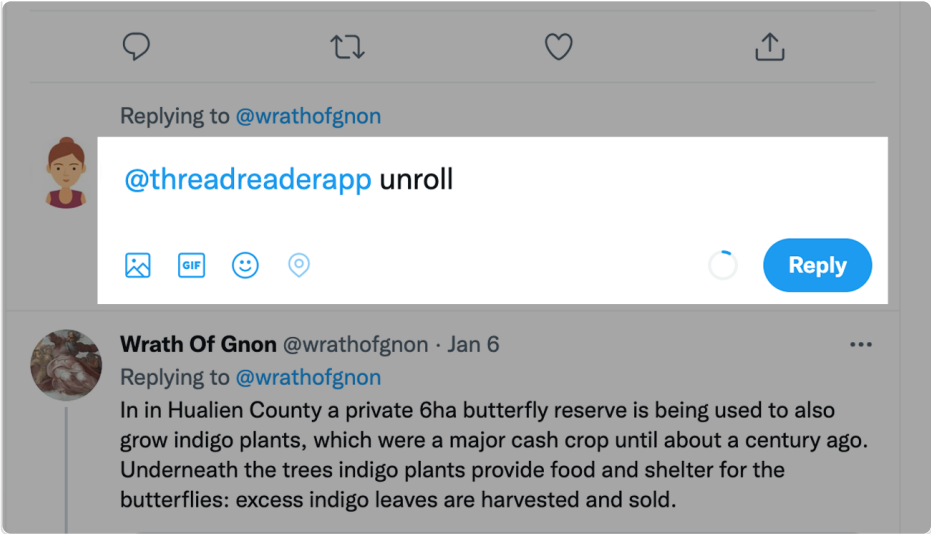 Replying to @wrathofgnon
@threadreaderapp unroll
GIF
Reply
Wrath Of Gnon @wrathofgnon · Jan 6
Replying to @wrathofgnon
In in Hualien County a private 6ha butterfly reserve is being used to also
grow indigo plants, which were a major cash crop until about a century ago.
Underneath the trees indigo plants provide food and shelter for the
butterflies: excess indigo leaves are harvested and sold.